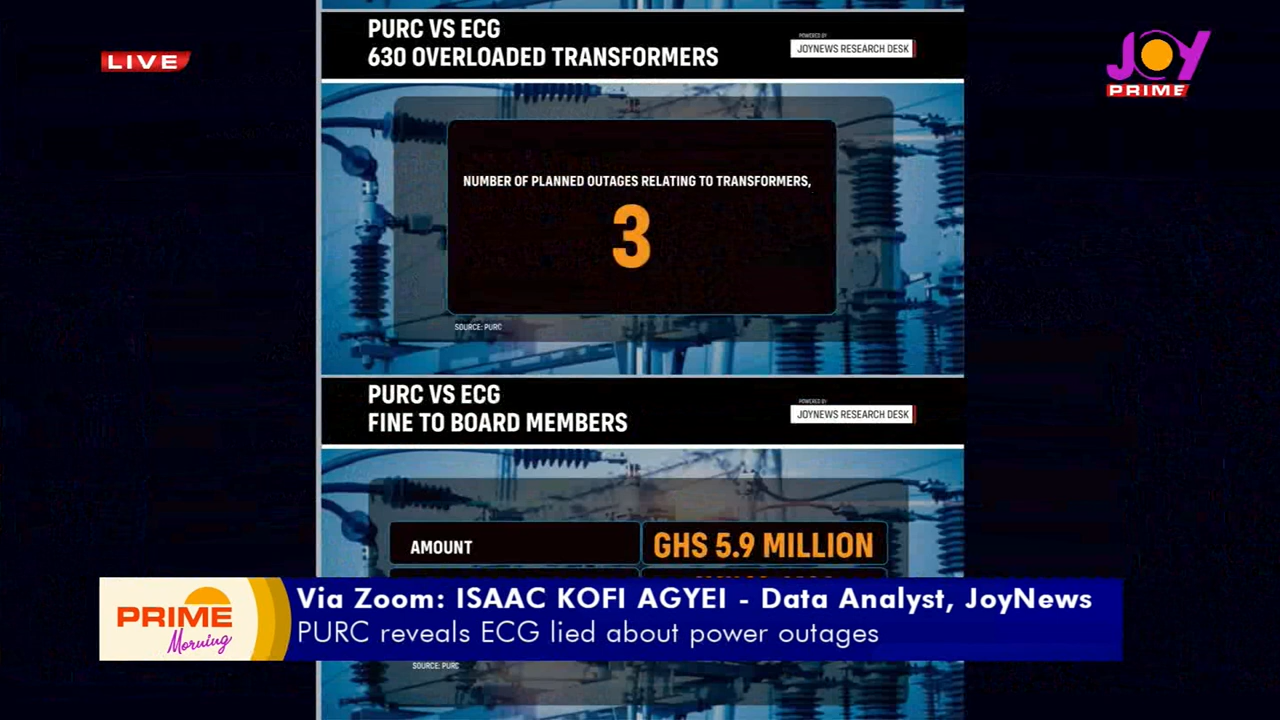 PURC VS ECG
630 OVERLOADED TRANSFORMERS
POWERED BY
JOYNEWS RESEARCH DESK
LIVE
JOY
PRIME
NUMBER OF PLANNED OUTAGES RELATING TO TRANSFORMERS,
3
SOURCE: PURC
PURC VS ECG
FINE TO BOARD MEMBERS
POWERED BY
JOYNEWS RESEARCH DESK
AMOUNT
GHS 5.9 MILLION
PRIME
Morning
Via Zoom: ISAAC KOFI AGYEI - Data Analyst, JoyNews
PURC reveals ECG lied about power outages
SOURCE: PURC